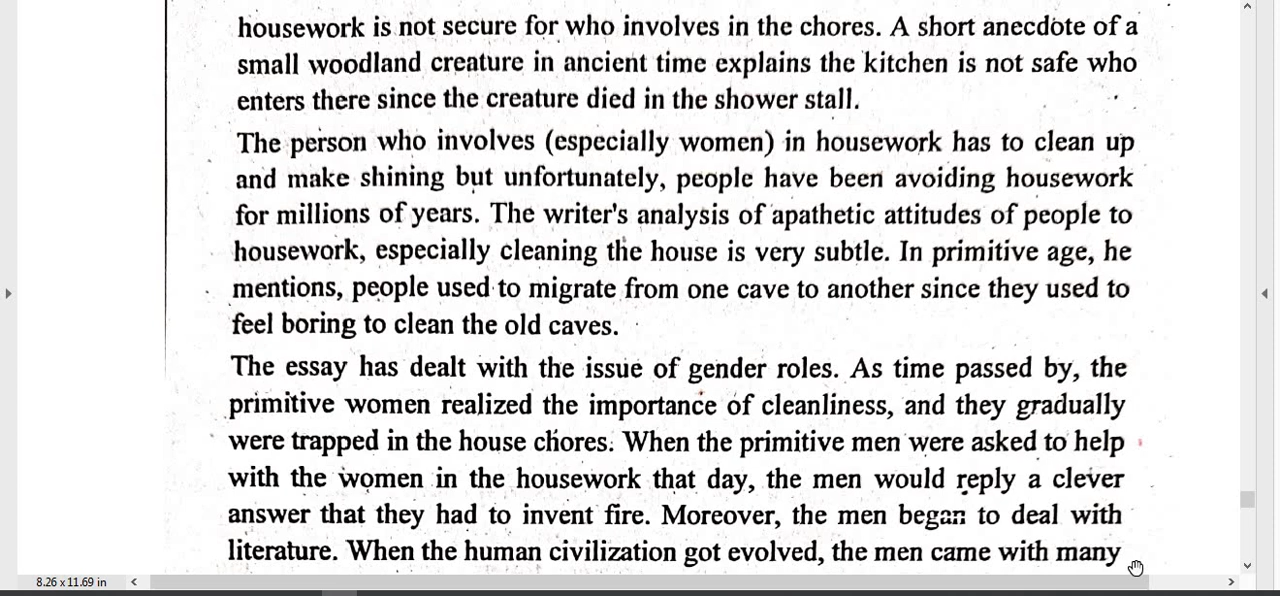 housework is not secure for who involves in the chores. A short anecdote of a
small woodland creature in ancient time explains the kitchen is not safe who
enters there since the creature died in the shower stall.
The person who involves (especially women) in housework has to clean up
and make shining but unfortunately, people have been avoiding housework
for millions of years. The writer's analysis of apathetic attitudes of people to
housework, especially cleaning the house is very subtle. In primitive age, he
mentions, people used to migrate from one cave to another since they used to
feel boring to clean the old caves.
The essay has dealt with the issue of gender roles. As time passed by, the
primitive women realized the importance of cleanliness, and they gradually
were trapped in the house chores. When the primitive men were asked to help
with the women in the housework that day, the men would reply a clever
answer that they had to invent fire. Moreover, the men began to deal with
literature. When the human civilization got evolved, the men came with many
8.26 x 11.69 in